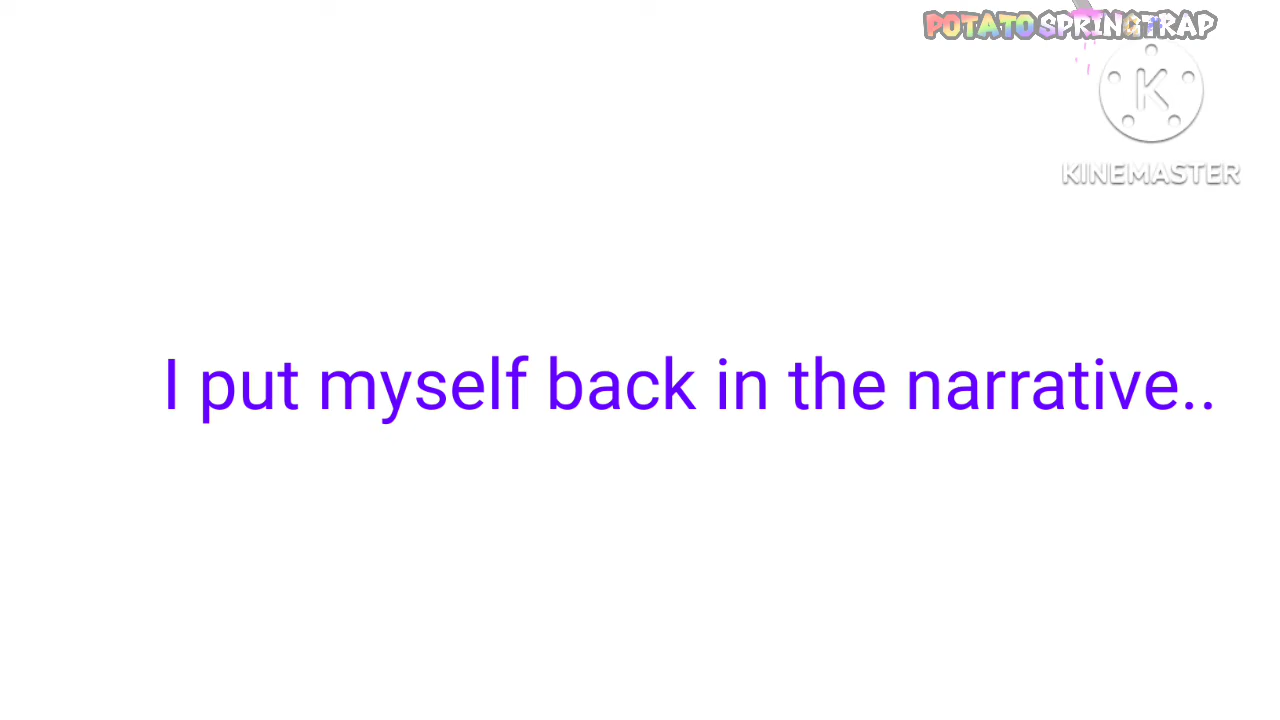 POTATO SPRINGTRAP
K
KINEMASTER
I put myself back in the narrative..